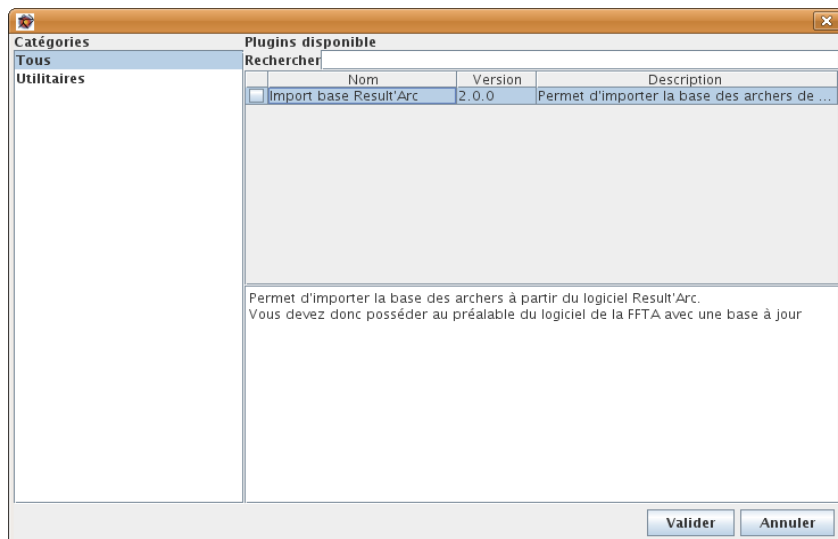 Catégories
Tous
Utilitaires
Plugins disponible
Rechercher
Nom Version Description
Import base Result'Arc 2.0.0 Permet d'importer la base des archers de ...
Permet d'importer la base des archers à partir du logiciel Result'Arc.
Vous devez donc posséder au préalable du logiciel de la FFTA avec une base à jour
Valider Annuler